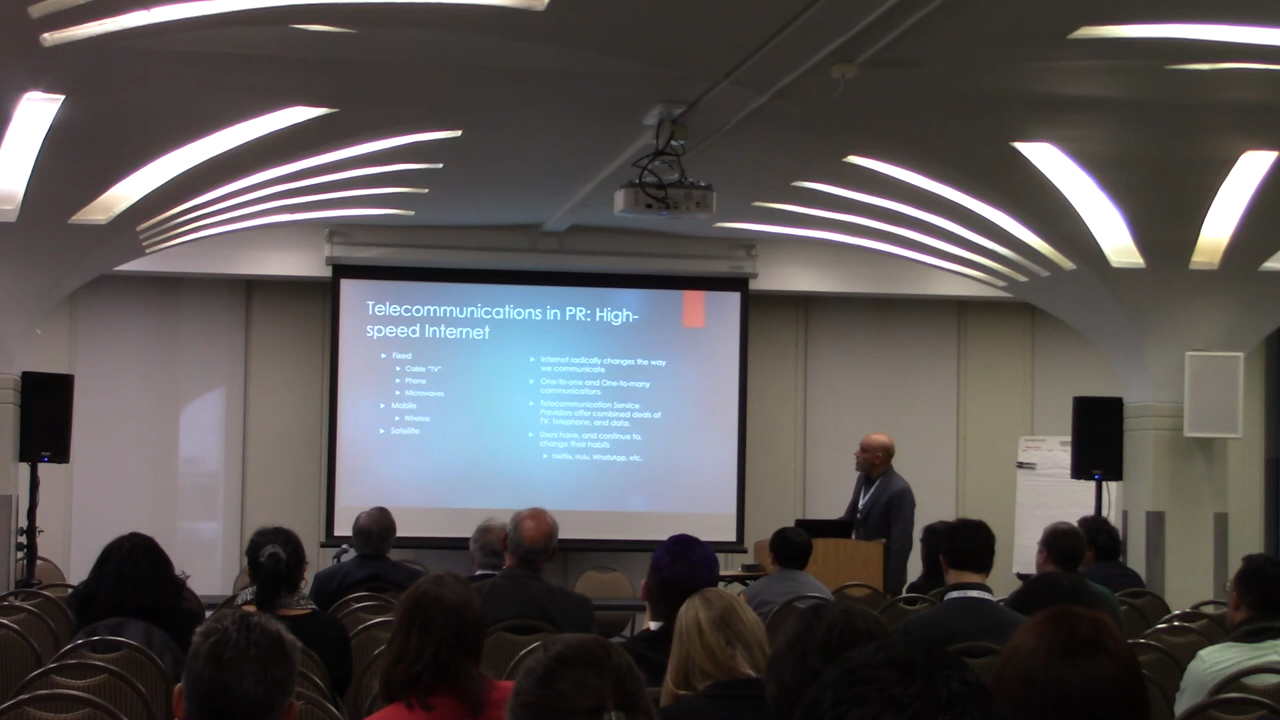 Telecommunications in PR: High-
speed Internet
Fixed
Cable "TV"
Phone
Microwaves
Mobile
Wireless
Satellite
Internet radically changes the way
we communicate
One-to-one and One-to-many
communications
Telecommunication Service
Providers offer combined deals of
TV, telephone, and data.
Users have, and continue to,
change their habits
Netflix, Hulu, WhatsApp, etc.